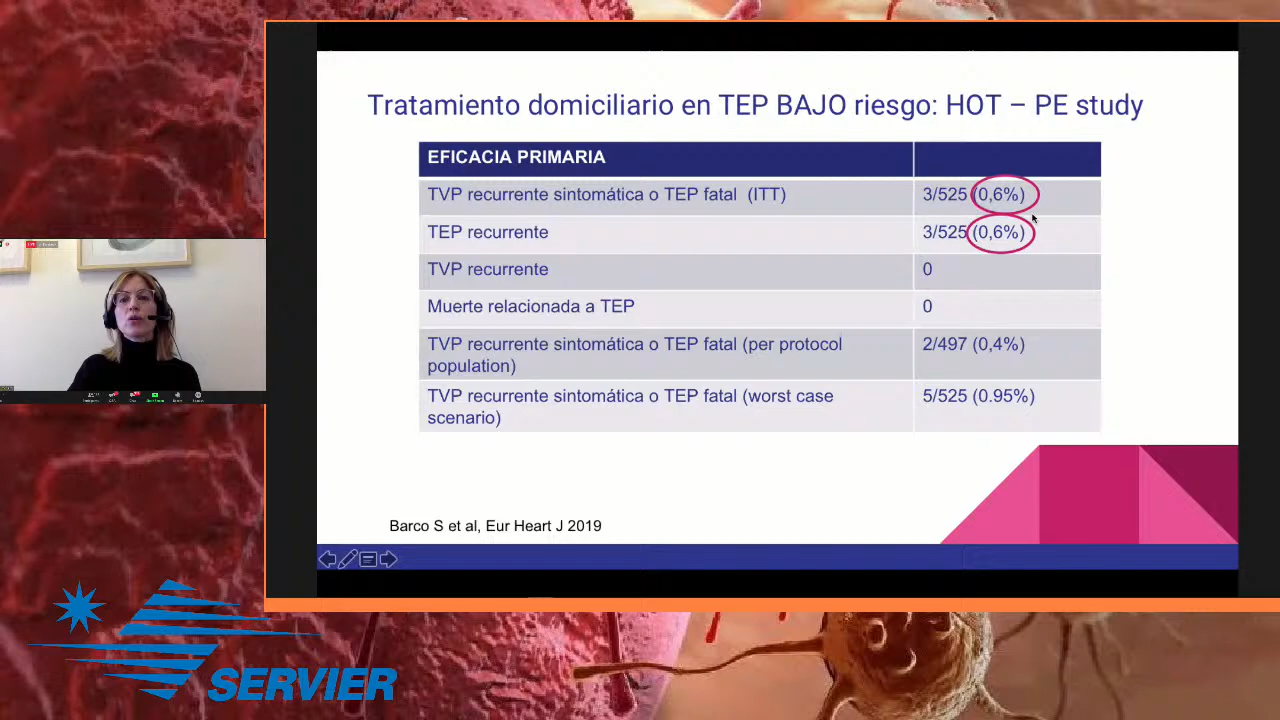 Tratamiento domiciliario en TEP BAJO riesgo: HOT – PE study
EFICACIA PRIMARIA
TVP recurrente sintomática o TEP fatal (ITT) 3/525 (0,6%)
TEP recurrente 3/525 (0,6%)
TVP recurrente 0
Muerte relacionada a TEP 0
TVP recurrente sintomática o TEP fatal (per protocol 2/497 (0,4%)
population)
TVP recurrente sintomática o TEP fatal (worst case 5/525 (0.95%)
scenario)
Barco S et al, Eur Heart J 2019
SERVIER